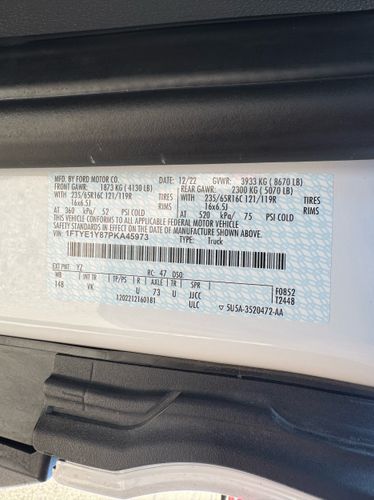 MFG. BY FORD MOTOR CO. 12/22 GVWR: 3933 KG ( 8670 LB)
FRONT GAWR: 1873 KG (4130 LB) REAR GAWR: 2300 KG (5070 LB)
WITH 235/65R16C 121/119R TIRES WITH 235/65R16C 121/119R TIRES
16x6.5J RIMS 16x6.5J RIMS
AT 360 kPa/ 52 PSI COLD AT 520 kPa/ 75 PSI COLD
THIS VEHICLE CONFORMS TO ALL APPLICABLE FEDERAL MOTOR VEHICLE SAFETY
STANDARDS IN EFFECT ON THE DATE OF MANUFACTURE SHOWN ABOVE.
VIN: 1FTYE1Y87PKA45973
TYPE: Truck
F0852
T2448
EXT PNT: YZ RC: 47 DSO:
WB INT TR TP/PS R AXLE TR SPR
148 VK U 73 U JJCC
1202212160181 ULC
5U5A-3520472-AA